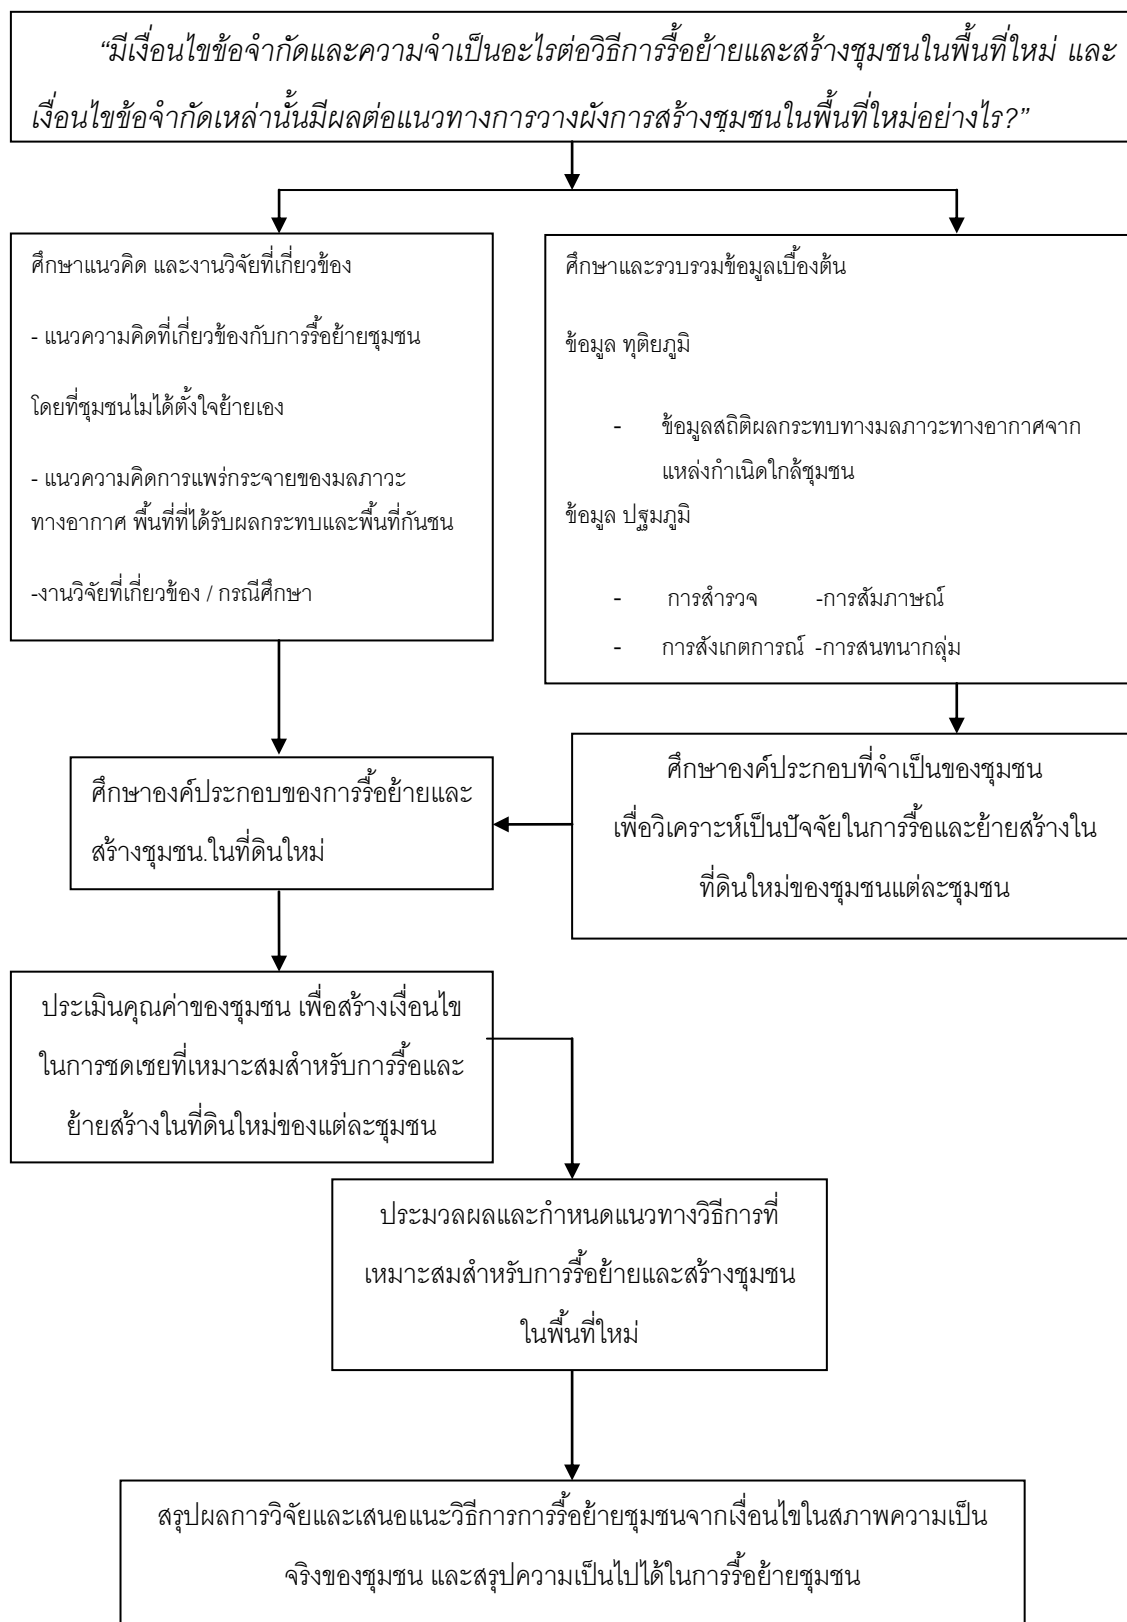 “มีเงื่อนไขข้อจำกัดและความจำเป็นอะไรต่อวิธีการรื้อย้ายและสร้างชุมชนในพื้นที่ใหม่ และ
เงื่อนไขข้อจำกัดเหล่านั้นมีผลต่อแนวทางการวางผังการสร้างชุมชนในพื้นที่ใหม่อย่างไร?”
ศึกษาแนวคิด และงานวิจัยที่เกี่ยวข้อง
- แนวความคิดที่เกี่ยวข้องกับการรื้อย้ายชุมชน
โดยที่ชุมชนไม่ได้ตั้งใจย้ายเอง
- แนวความคิดการแพร่กระจายของมลภาวะ
ทางอากาศ พื้นที่ที่ได้รับผลกระทบและพื้นที่กันชน
-งานวิจัยที่เกี่ยวข้อง / กรณีศึกษา
ศึกษาและรวบรวมข้อมูลเบื้องต้น
ข้อมูล ทุติยภูมิ
- ข้อมูลสถิติผลกระทบทางมลภาวะทางอากาศจาก
แหล่งกำเนิดใกล้ชุมชน
ข้อมูล ปฐมภูมิ
- การสำรวจ -การสัมภาษณ์
- การสังเกตการณ์ -การสนทนากลุ่ม
ศึกษาองค์ประกอบของการรื้อย้ายและ
สร้างชุมชน.ในที่ดินใหม่
ศึกษาองค์ประกอบที่จำเป็นของชุมชน
เพื่อวิเคราะห์เป็นปัจจัยในการรื้อและย้ายสร้างใน
ที่ดินใหม่ของชุมชนแต่ละชุมชน
ประเมินคุณค่าของชุมชน เพื่อสร้างเงื่อนไข
ในการชดเชยที่เหมาะสมสำหรับการรื้อและ
ย้ายสร้างในที่ดินใหม่ของแต่ละชุมชน
ประมวลผลและกำหนดแนวทางวิธีการที่
เหมาะสมสำหรับการรื้อย้ายและสร้างชุมชน
ในพื้นที่ใหม่
สรุปผลการวิจัยและเสนอแนะวิธีการการรื้อย้ายชุมชนจากเงื่อนไขในสภาพความเป็น
จริงของชุมชน และสรุปความเป็นไปได้ในการรื้อย้ายชุมชน